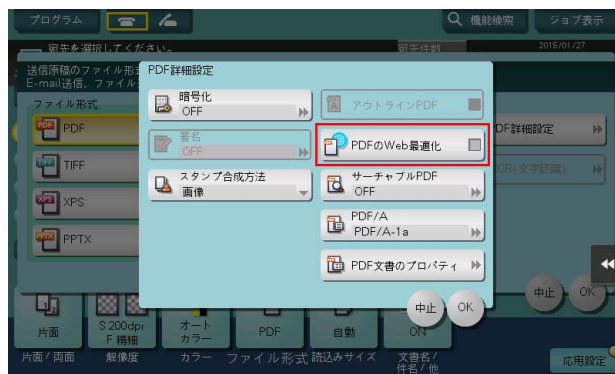 プログラム
機能検索
ジョブ表示
宛先を選択してください。
宛先件数
2015/01/27
送信原稿のファイル形
E-mail送信、ファイル
PDF詳細設定
ファイル形式
暗号化
OFF
アウトラインPDF
PDF
署名
OFF
PDFのWeb最適化
DF詳細設定
TIFF
スタンプ合成方法
画像
サーチャブルPDF
OFF
CR(文字認識)
XPS
PDF/A
PDF/A-1a
PPTX
PDF文書のプロパティ
中止
OK
中止
OK
片面
S 200dpi
F 精細
オート
カラー
PDF
自動
ON
片面/両面
解像度
カラー
ファイル形式
読込みサイズ
文書名/
件名/他
応用設定